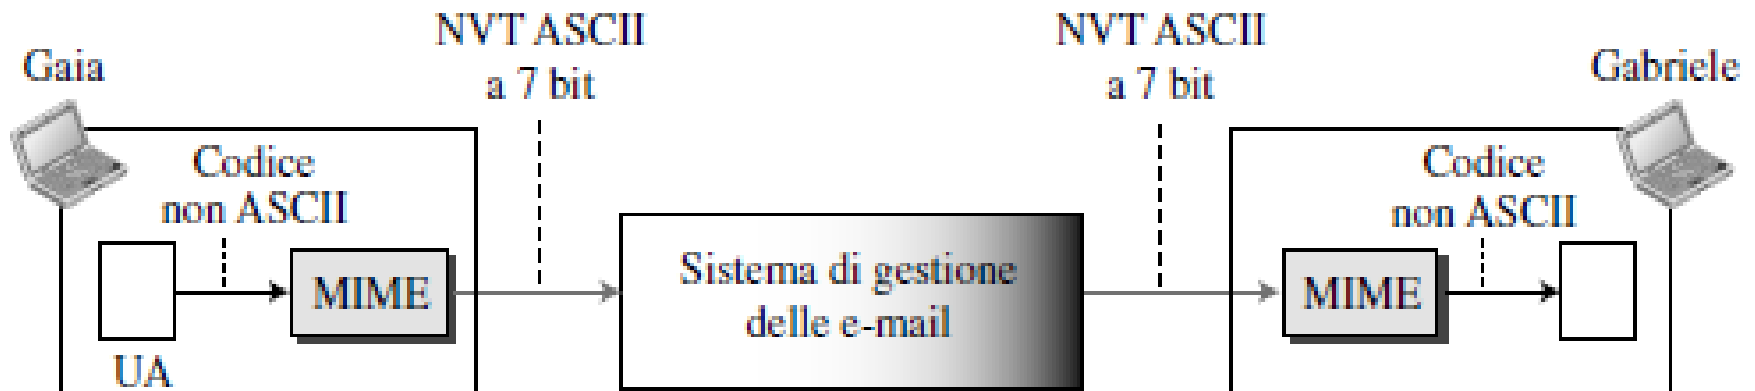 Gaia
NVT ASCII
a 7 bit
NVT ASCII
a 7 bit
Gabriele
Codice
non ASCII
Codice
non ASCII
MIME
Sistema di gestione
delle e-mail
MIME
UA